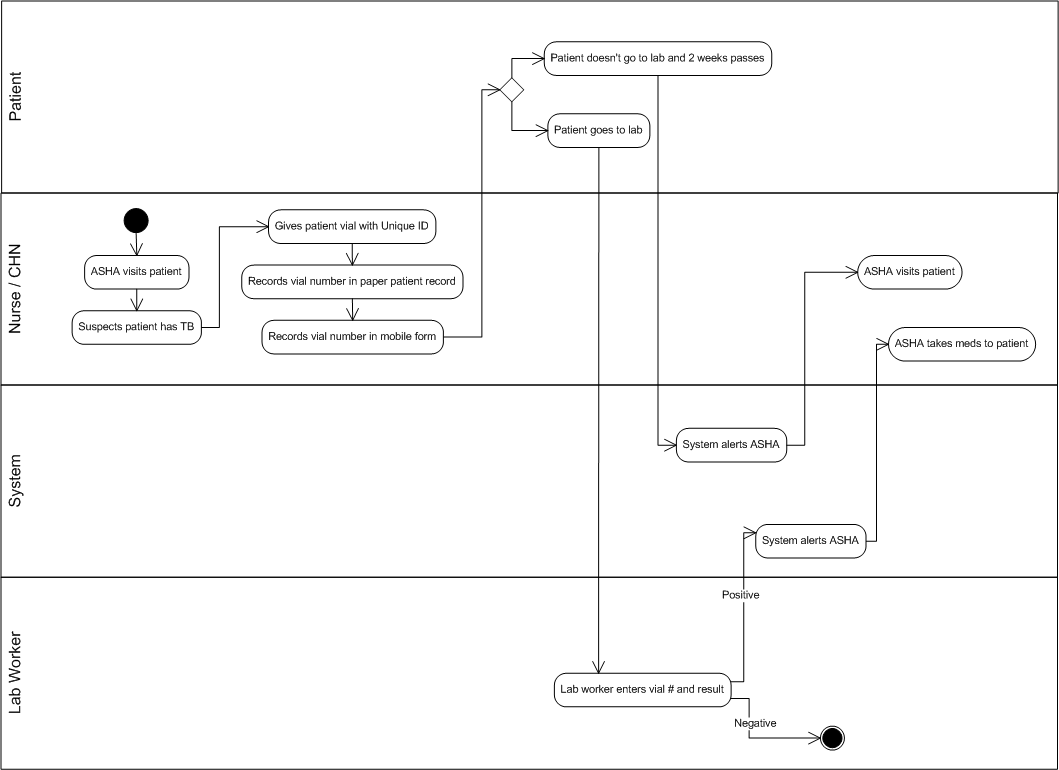 Patient
Patient doesn't go to lab and 2 weeks passes
Patient goes to lab
Nurse / CHN
ASHA visits patient
Suspects patient has TB
Gives patient vial with Unique ID
Records vial number in paper patient record
Records vial number in mobile form
ASHA visits patient
ASHA takes meds to patient
System
System alerts ASHA
System alerts ASHA
Lab Worker
Positive
Lab worker enters vial # and result
Negative